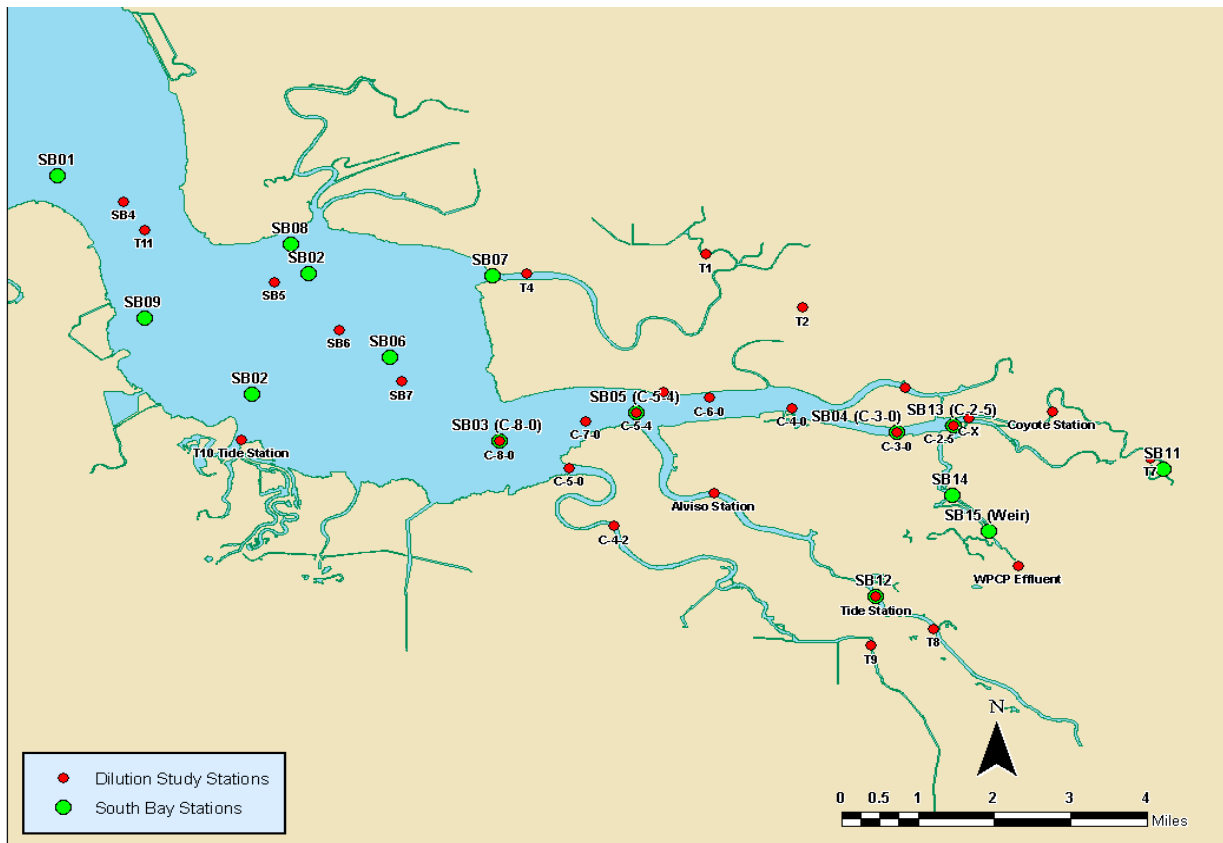 SB01
SB4
T11
SB08
SB02
SB5
SB07
T4
T1
T2
SB09
SB6
SB06
SB7
SB02
T10 Tide Station
SB03 (C-8-0)
C-8-0
C-7-0
SB05 (C-5-4)
C-5-4
C-6-0
C-4-0
SB04 (C-3-0)
C-3-0
SB13 (C-2-5)
C-2-5
C-X
Coyote Station
SB11
T7
C-5-0
C-4-2
Alviso Station
SB14
SB15 (Weir)
WPCP Effluent
SB12
Tide Station
T8
T9
N
Dilution Study Stations
South Bay Stations
0 0.5 1 2 3 4
Miles